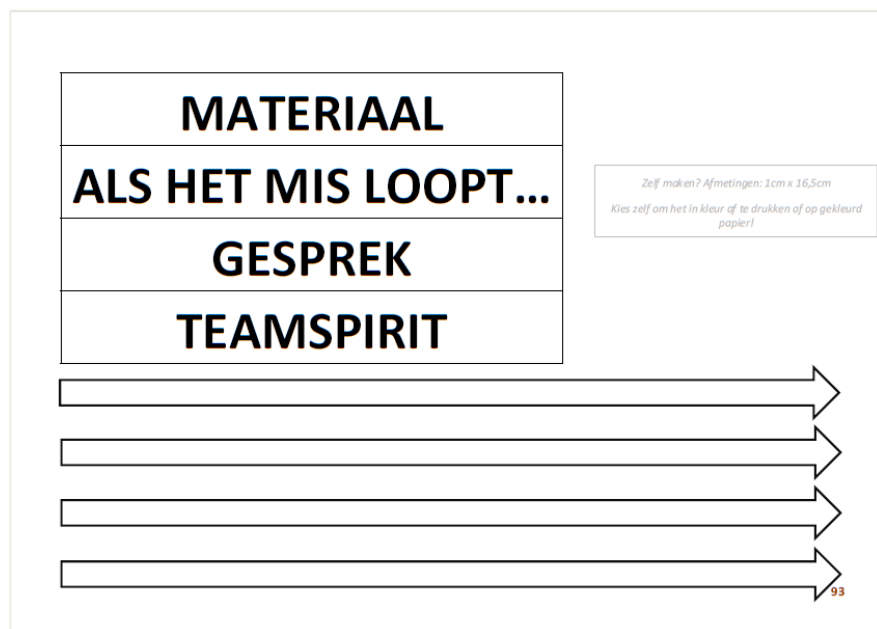 MATERIAAL
ALS HET MIS LOOPT...
GESPREK
TEAMSPIRIT
Zelf maken? Afmetingen: 1cm x 16,5cm
Kies zelf om het in kleur af te drukken of op gekleurd
papier!
93